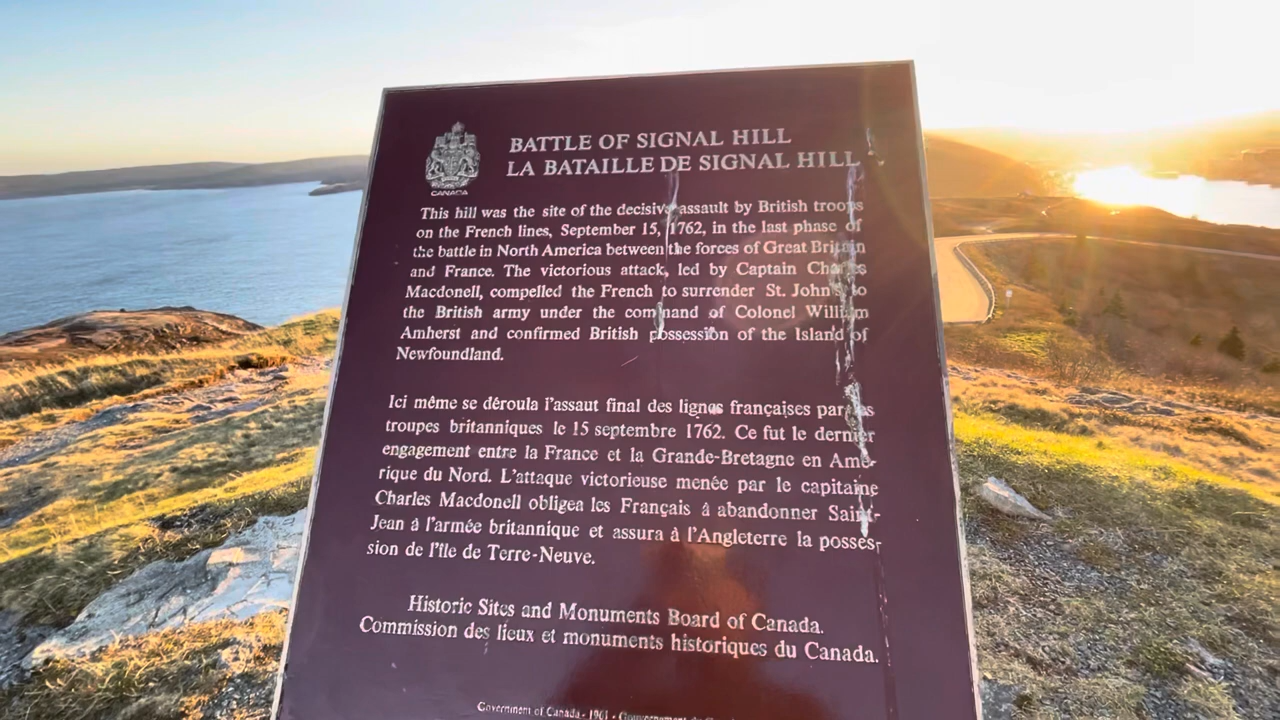 CANADA
BATTLE OF SIGNAL HILL
LA BATAILLE DE SIGNAL HILL
This hill was the site of the decisive assault by British troops
on the French lines, September 15, 1762, in the last phase of
the battle in North America between the forces of Great Britain
and France. The victorious attack, led by Captain Charles
Macdonell, compelled the French to surrender St. John's to
the British army under the command of Colonel William
Amherst and confirmed British possession of the Island of
Newfoundland.
Ici même se déroula l'assaut final des lignes françaises par les
troupes britanniques le 15 septembre 1762. Ce fut le dernier
engagement entre la France et la Grande-Bretagne en Amé-
rique du Nord. L'attaque victorieuse menée par le capitaine
Charles Macdonell obligea les Français à abandonner Saint-
Jean à l'armée britannique et assura à l'Angleterre la posses-
sion de l'île de Terre-Neuve.
Historic Sites and Monuments Board of Canada.
Commission des lieux et monuments historiques du Canada.
Government of Canada - 1961 -